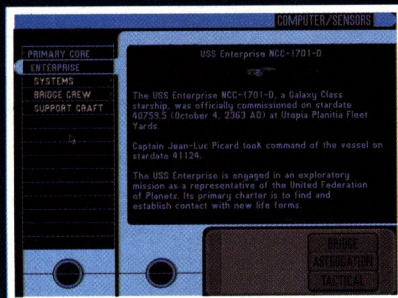 COMPUTER/SENSORS
PRIMARY CORE
ENTERPRISE
SYSTEMS
BRIDGE CREW
SUPPORT CRAFT
USS Enterprise NCC-1701-D
The USS Enterprise NCC-1701-D, a Galaxy Class
starship, was officially commissioned on stardate
40759.5 (October 4, 2363 AD) at Utopia Planitia Fleet
Yards.
Captain Jean-Luc Picard took command of the vessel on
stardate 41124.
The USS Enterprise is engaged in an exploratory
mission as a representative of the United Federation
of Planets. Its primary charter is to find and
establish contact with new life forms.
BRIDGE
ASTROGATION
TACTICAL